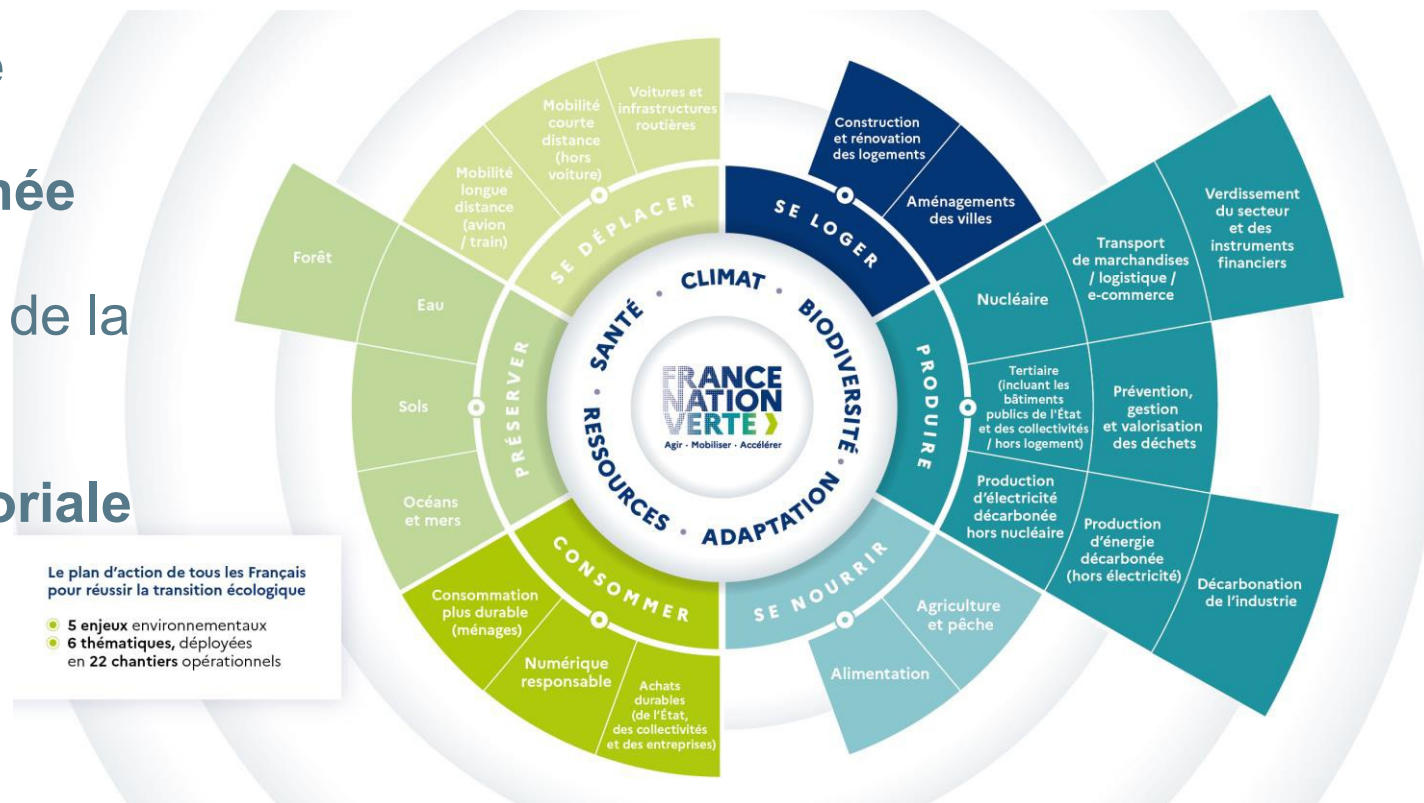 née
de la
oriale
Voitures et
infrastructures
routières
Mobilité
courte
distance
(hors
voiture)
Mobilité
longue
distance
(avion
/ train)
SE DÉPLACER
Construction
et rénovation
des logements
Aménagements
des villes
SE LOGER
Forêt
Eau
Sols
Océans
et mers
PRÉSERVER
Nucléaire
Transport
de marchandises
/ logistique /
e-commerce
Verdissement
du secteur
et des
instruments
financiers
Tertiaire
(incluant les
bâtiments
publics de l'État
et des collectivités
/ hors logement)
Prévention,
gestion
et valorisation
des déchets
Production
d'électricité
décarbonée
hors nucléaire
Production
d'énergie
décarbonée
(hors électricité)
Décarbonation
de l'industrie
PRODUIRE
SANTÉ • CLIMAT • BIODIVERSITÉ • ADAPTATION • RESSOURCES •
FRANCE
NATION
VERTE
Agir · Mobiliser · Accélérer
CONSOMMER
Consommation
plus durable
(ménages)
Numérique
responsable
Achats
durables
(de l'État,
des collectivités
et des entreprises)
SE NOURRIR
Agriculture
et pêche
Alimentation
Le plan d'action de tous les Français
pour réussir la transition écologique
5 enjeux environnementaux
6 thématiques, déployées
en 22 chantiers opérationnels